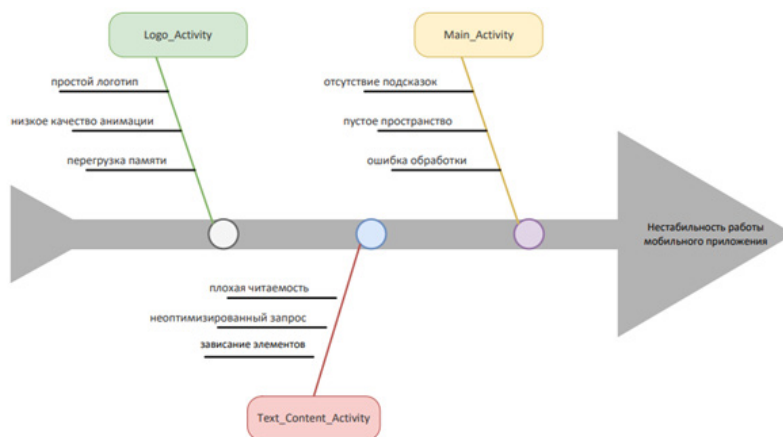 Logo_Activity
Main_Activity
простой логотип
отсутствие подсказок
низкое качество анимации
пустое пространство
перегрузка памяти
ошибка обработки
Нестабильность работы
мобильного приложения
плохая читаемость
неоптимизированный запрос
зависание элементов
Text_Content_Activity